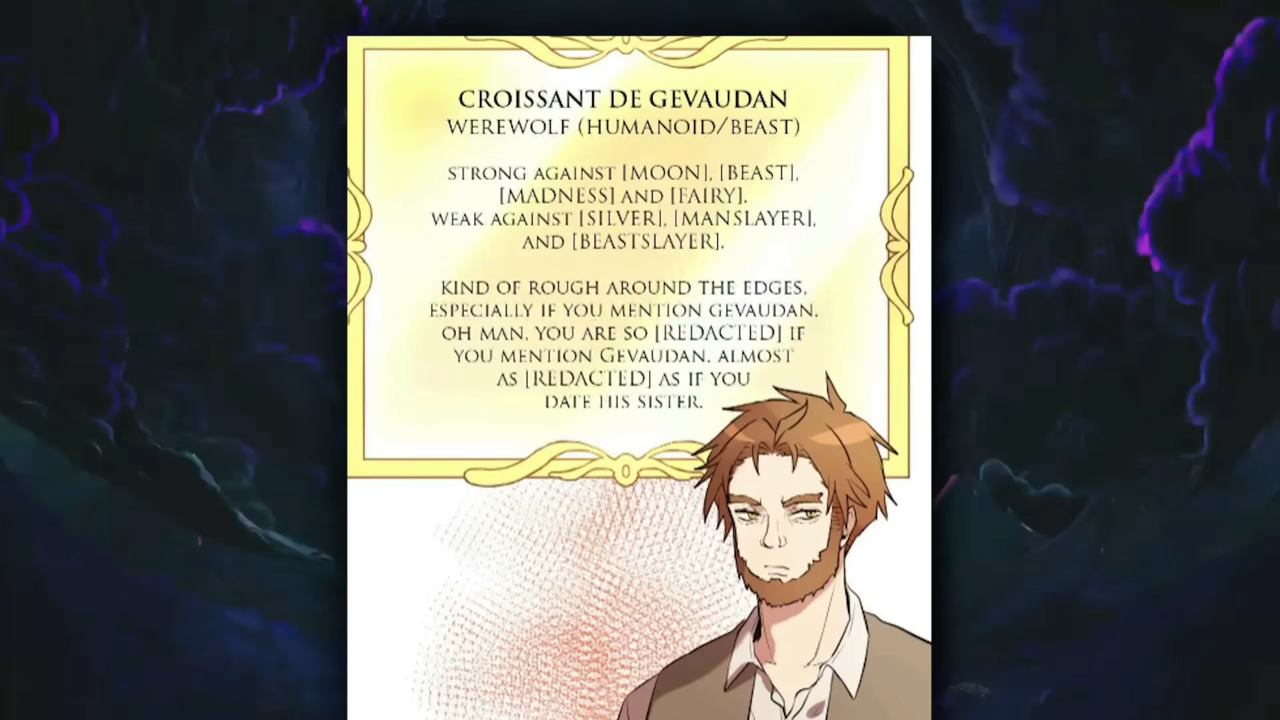 CROISSANT DE GEVAUDAN
WEREWOLF (HUMANOID/BEAST)
STRONG AGAINST [MOON], [BEAST],
[MADNESS] AND [FAIRY].
WEAK AGAINST [SILVER], [MANSLAYER],
AND [BEASTSLAYER].
KIND OF ROUGH AROUND THE EDGES,
ESPECIALLY IF YOU MENTION GEVAUDAN.
OH MAN, YOU ARE SO [REDACTED] IF
YOU MENTION GEVAUDAN. ALMOST
AS [REDACTED] AS IF YOU
DATE HIS SISTER.